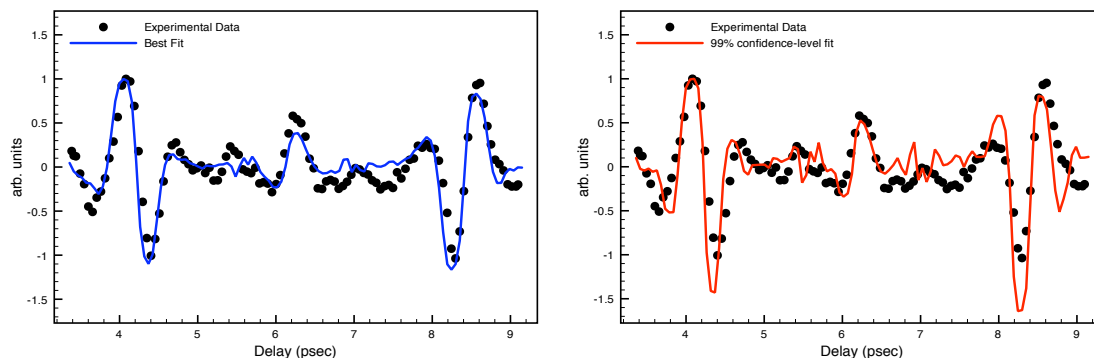 Experimental Data
Best Fit
1.5
1
0.5
0
-0.5
-1
-1.5
arb. units
4 5 6 7 8 9
Delay (psec)
Experimental Data
99% confidence-level fit
1.5
1
0.5
0
-0.5
-1
-1.5
arb. units
4 5 6 7 8 9
Delay (psec)